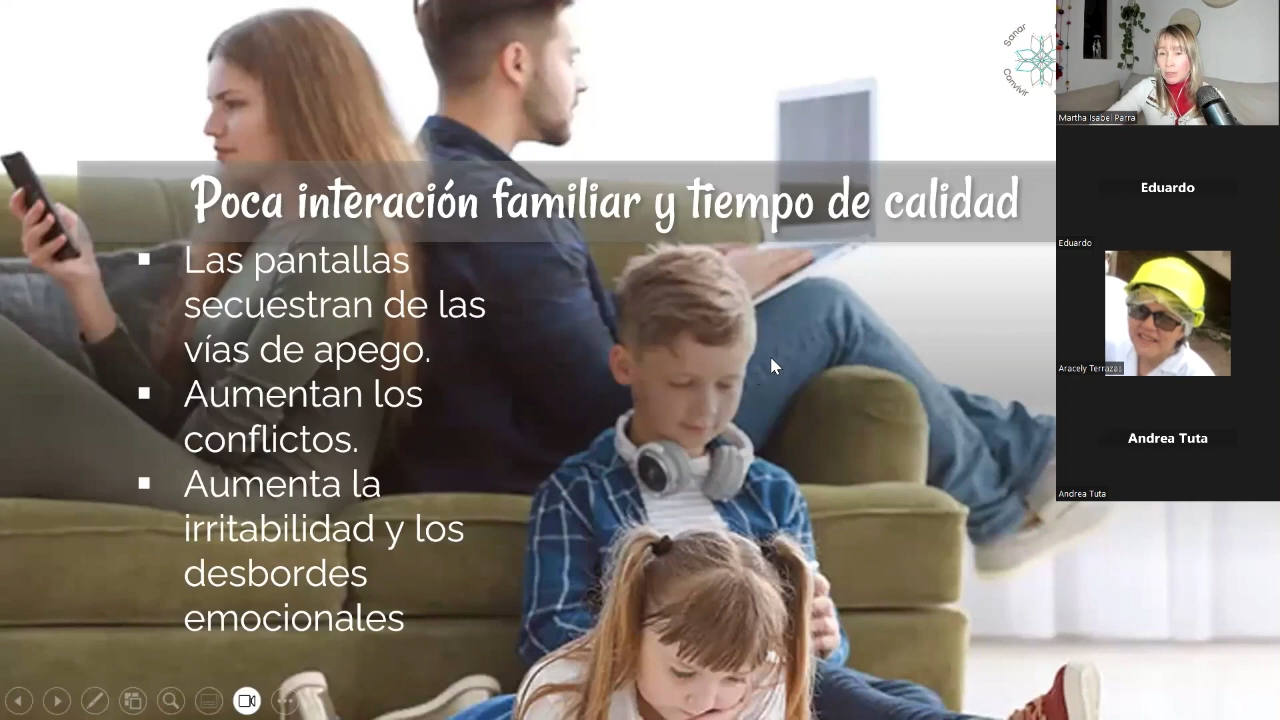 Sanar
Convivir
Poca interación familiar y tiempo de calidad
▪ Las pantallas
secuestran de las
vías de apego.
▪ Aumentan los
conflictos.
▪ Aumenta la
irritabilidad y los
desbordes
emocionales
Martha Isabel Parra
Eduardo
Eduardo
Aracely Terrazas
Andrea Tuta
Andrea Tuta